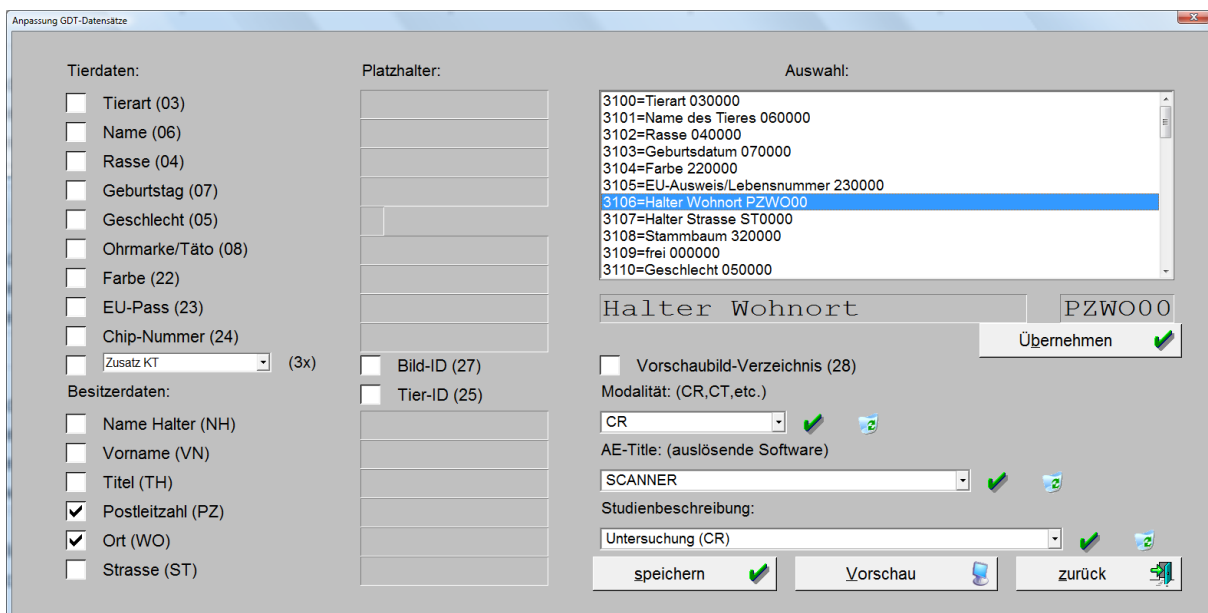 Anpassung GDT-Datensätze
Tierdaten:
Tierart (03)
Name (06)
Rasse (04)
Geburtstag (07)
Geschlecht (05)
Ohrmarke/Täto (08)
Farbe (22)
EU-Pass (23)
Chip-Nummer (24)
Zusatz KT (3x)
Besitzerdaten:
Name Halter (NH)
Vorname (VN)
Titel (TH)
Postleitzahl (PZ)
Ort (WO)
Strasse (ST)
Platzhalter:
Bild-ID (27)
Tier-ID (25)
Auswahl:
3100=Tierart 030000
3101=Name des Tieres 060000
3102=Rasse 040000
3103=Geburtsdatum 070000
3104=Farbe 220000
3105=EU-Ausweis/Lebensnummer 230000
3106=Halter Wohnort PZWO00
3107=Halter Strasse ST0000
3108=Stammbaum 320000
3109=frei 000000
3110=Geschlecht 050000
Halter Wohnort PZWO00
Übernehmen
Vorschaubild-Verzeichnis (28)
Modalität: (CR,CT,etc.)
CR
AE-Title: (auslösende Software)
SCANNER
Studienbeschreibung:
Untersuchung (CR)
speichern Vorschau zurück